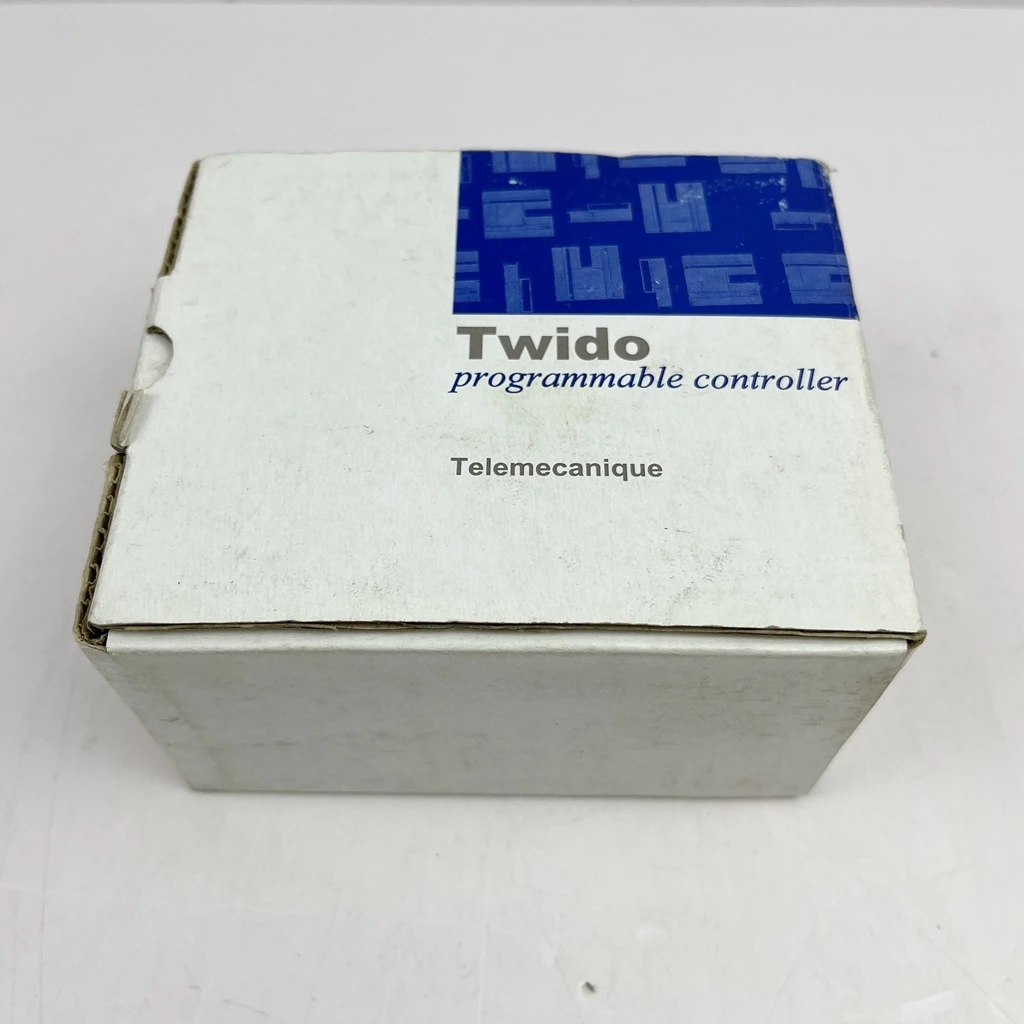 Twido
programmable controller
Telemecanique